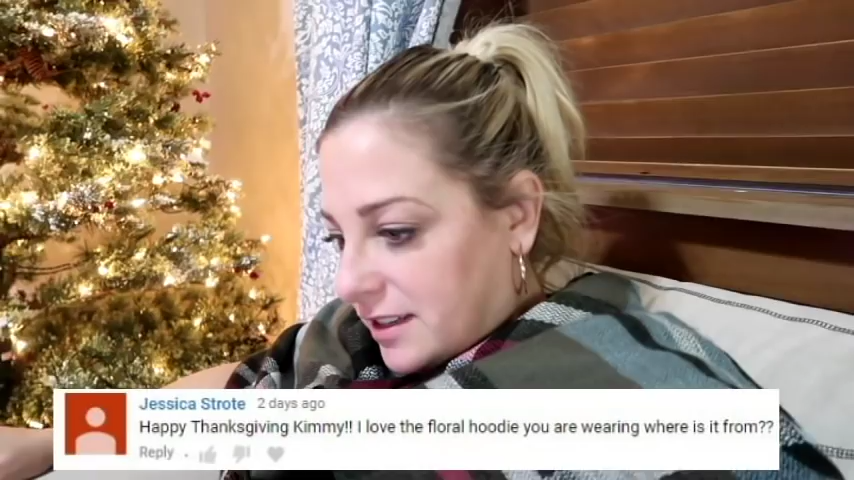 Jessica Strote 2 days ago
Happy Thanksgiving Kimmy!! I love the floral hoodie you are wearing where is it from??
Reply